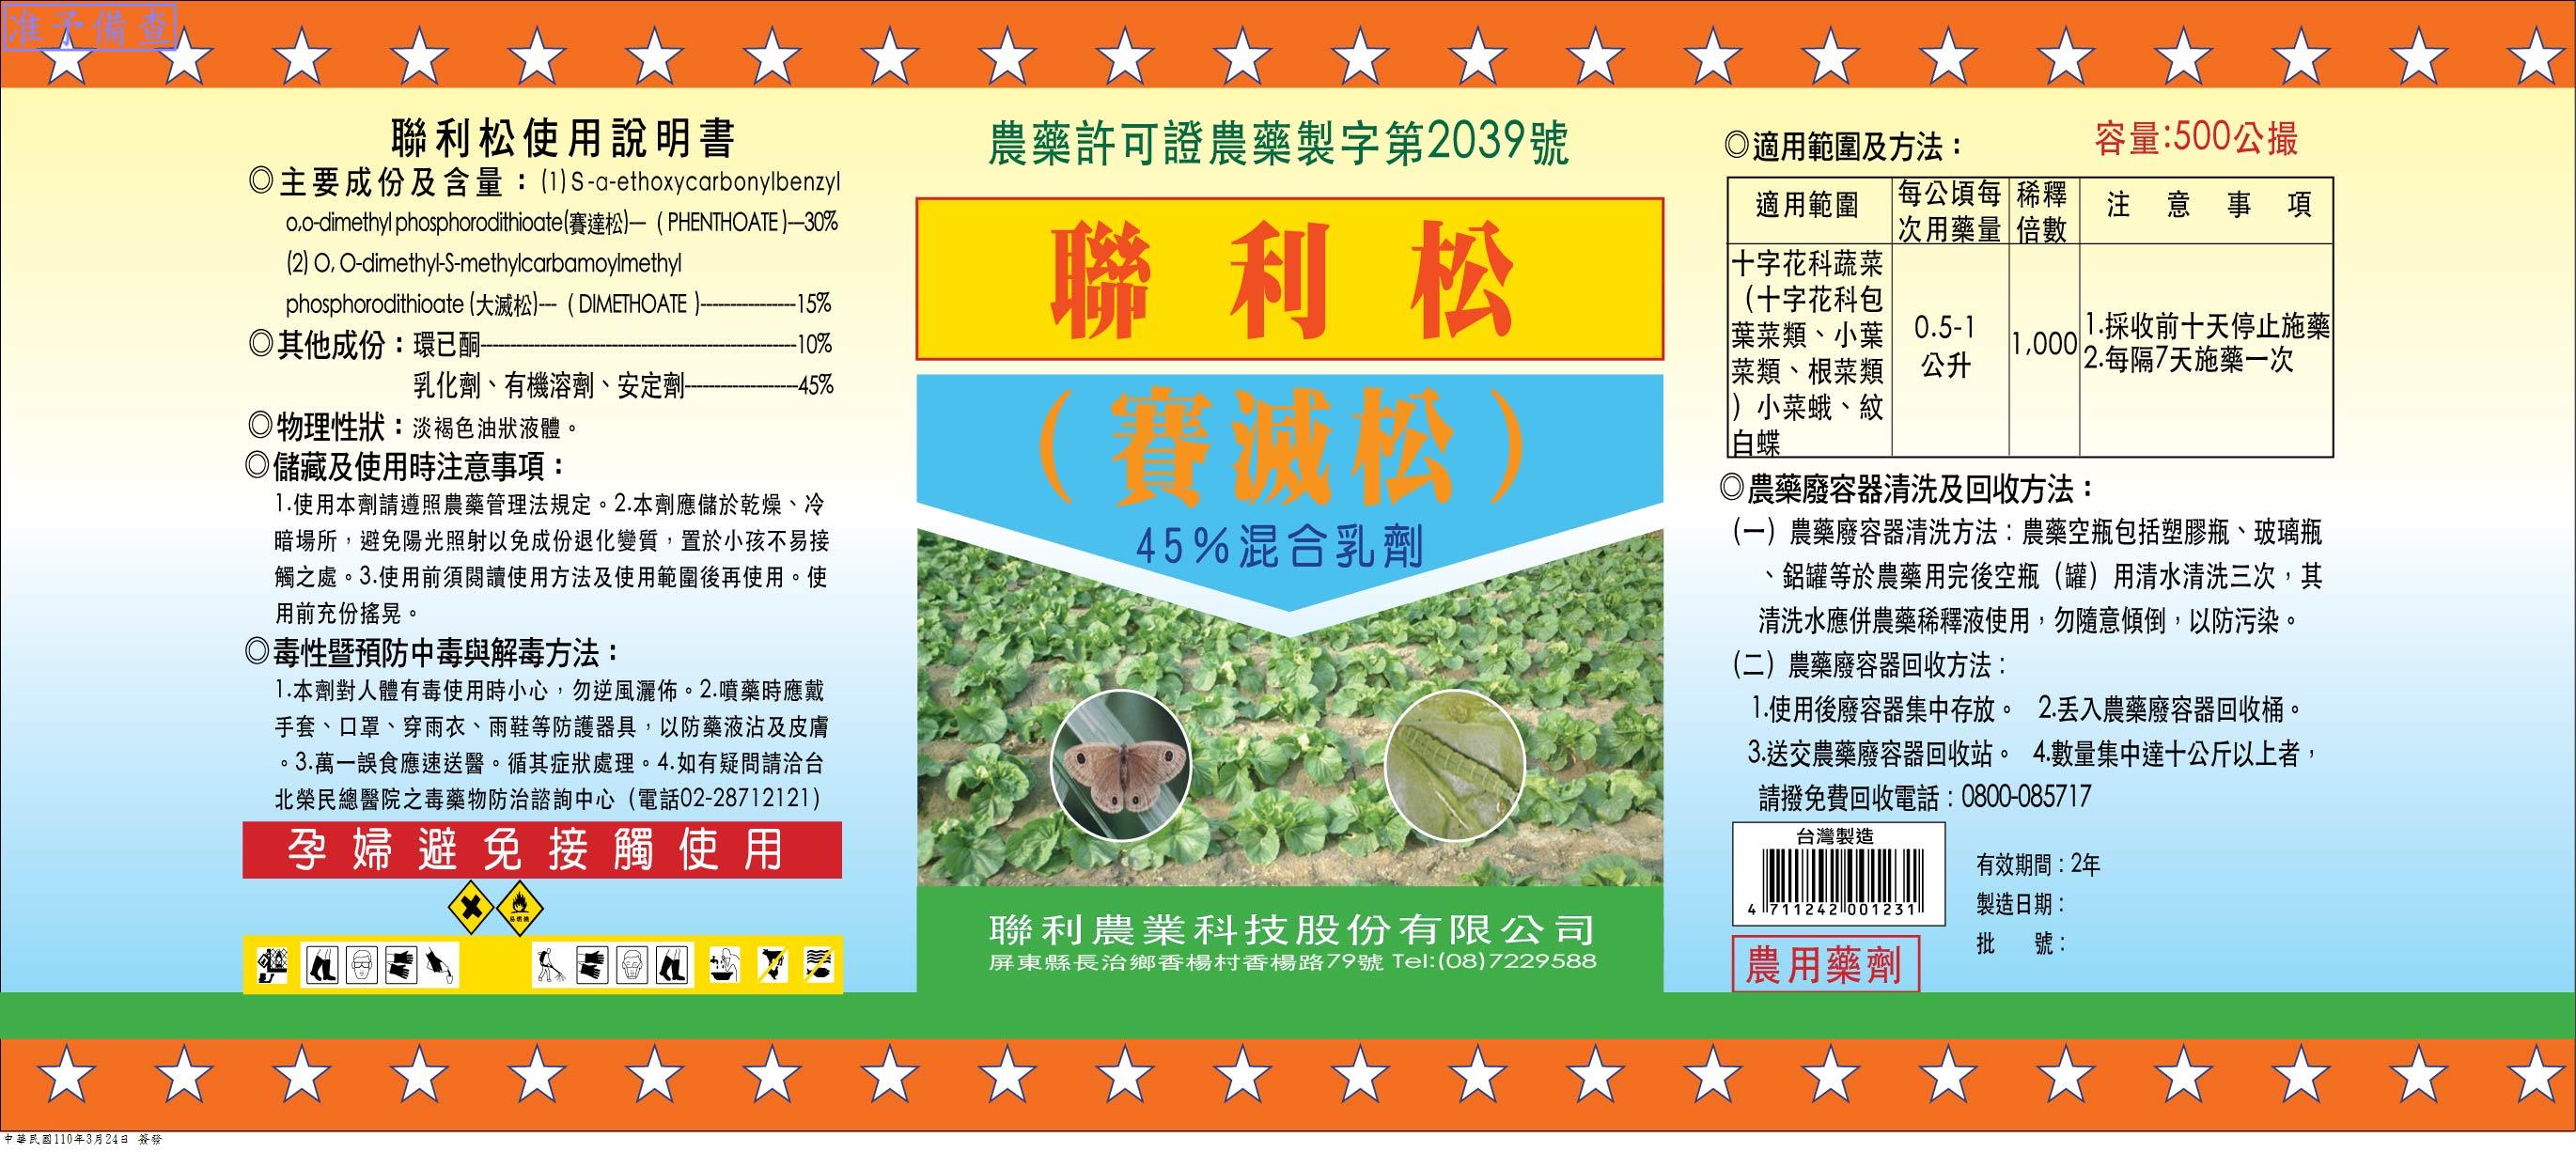 准予備查
聯利松使用說明書
◎主要成份及含量：(1)S-a-ethoxycarbonylbenzyl
o,o-dimethyl phosphorodithioate(賽達松)--- ( PHENTHOATE )---30%
(2) O, O-dimethyl-S-methylcarbamoylmethyl
phosphorodithioate (大滅松)--- ( DIMETHOATE )----------------15%
◎其他成份：環已酮-----------------------------------------------------10%
乳化劑、有機溶劑、安定劑-------------------45%
◎物理性狀：淡褐色油狀液體。
◎儲藏及使用時注意事項：
1.使用本劑請遵照農藥管理法規定。2.本劑應儲於乾燥、冷
暗場所，避免陽光照射以免成份退化變質，置於小孩不易接
觸之處。3.使用前須閱讀使用方法及使用範圍後再使用。使
用前充份搖晃。
◎毒性暨預防中毒與解毒方法：
1.本劑對人體有毒使用時小心，勿逆風灑佈。2.噴藥時應戴
手套、口罩、穿雨衣、雨鞋等防護器具，以防藥液沾及皮膚
。3.萬一誤食應速送醫。循其症狀處理。4.如有疑問請洽台
北榮民總醫院之毒藥物防治諮詢中心（電話02-28712121）
孕婦避免接觸使用
農藥許可證農藥製字第2039號
聯利松
（賽滅松）
45%混合乳劑
聯利農業科技股份有限公司
屏東縣長治鄉香楊村香楊路79號 Tel:(08)7229588
◎適用範圍及方法：
容量:500公撮
適用範圍 每公頃每次用藥量 稀釋倍數 注意事項
十字花科蔬菜
（十字花科包
葉菜類、小葉
菜類、根菜類
）小菜蛾、紋
白蝶
0.5-1
公升
1,000
1.採收前十天停止施藥
2.每隔7天施藥一次
◎農藥廢容器清洗及回收方法：
(一）農藥廢容器清洗方法：農藥空瓶包括塑膠瓶、玻璃瓶
、鋁罐等於農藥用完後空瓶（罐）用清水清洗三次，其
清洗水應併農藥稀釋液使用，勿隨意傾倒，以防污染。
(二）農藥廢容器回收方法：
1.使用後廢容器集中存放。 2.丟入農藥廢容器回收桶。
3.送交農藥廢容器回收站。 4.數量集中達十公斤以上者，
請撥免費回收電話：0800-085717
台灣製造
4 711242 001231
有效期間：2年
製造日期：
批　號：
農用藥劑
中華民國110年3月24日 簽發